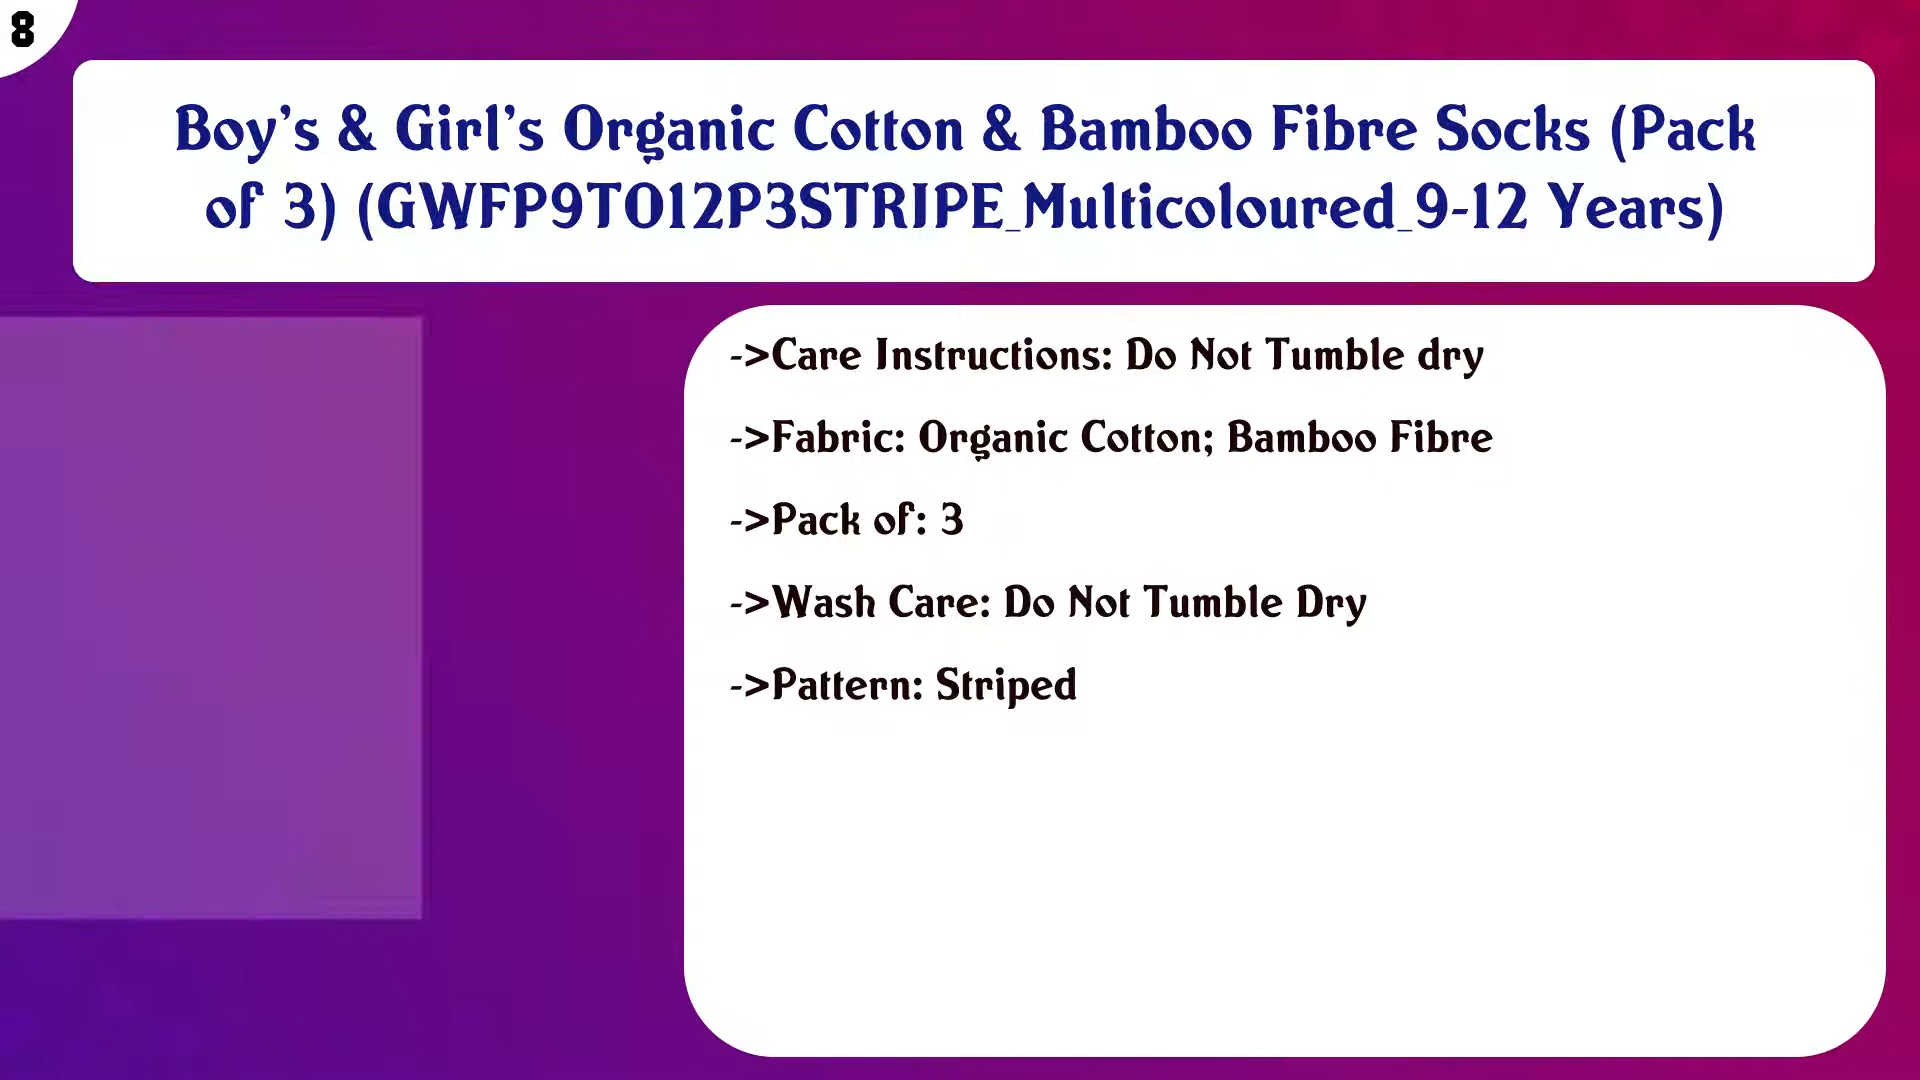 8
Boy's & Girl's Organic Cotton & Bamboo Fibre Socks (Pack
of 3) (GWFP9TO12P3STRIPE_Multicoloured_9-12 Years)
->Care Instructions: Do Not Tumble dry
->Fabric: Organic Cotton; Bamboo Fibre
->Pack of: 3
->Wash Care: Do Not Tumble Dry
->Pattern: Striped